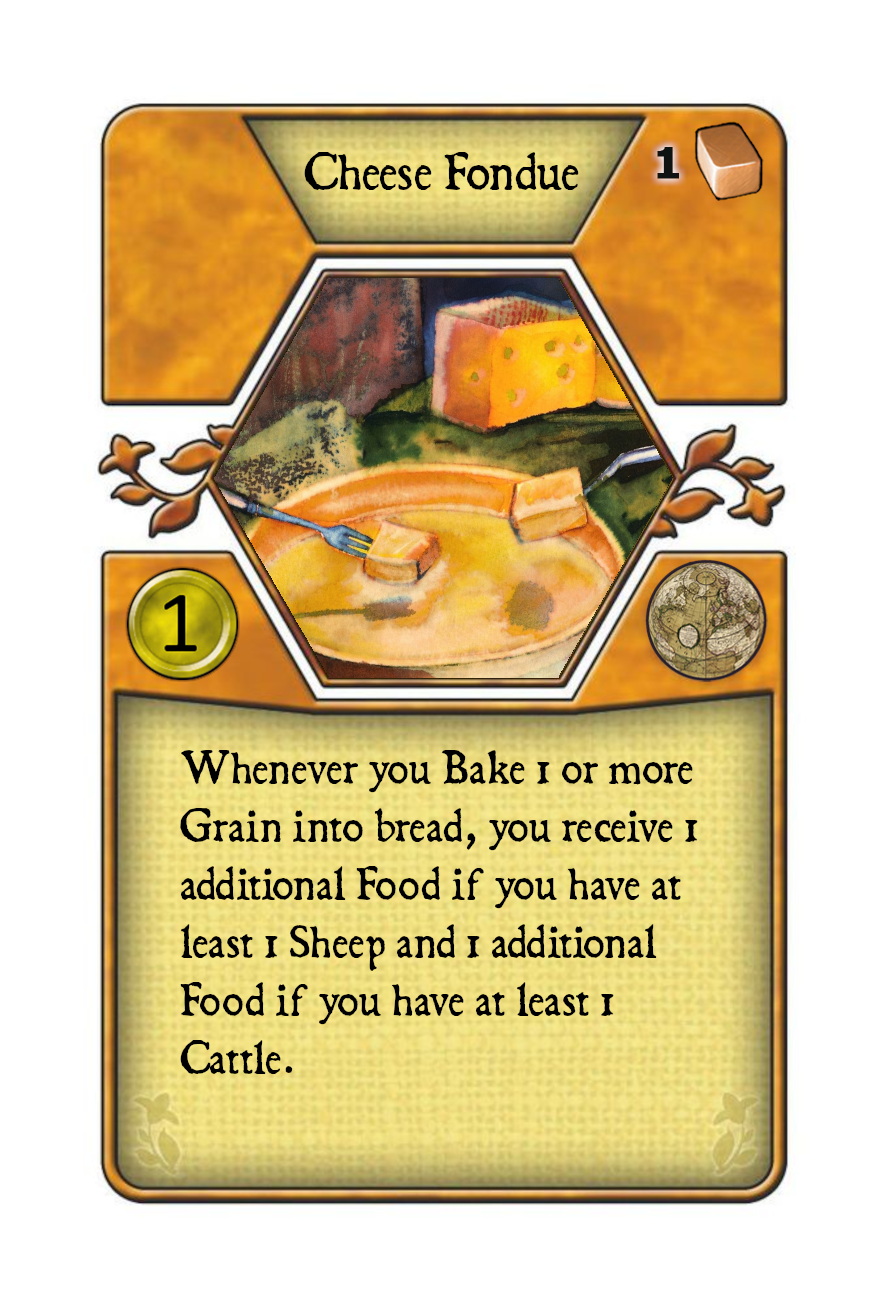 Cheese Fondue
1
1
Whenever you Bake 1 or more
Grain into bread, you receive 1
additional Food if you have at
least 1 Sheep and 1 additional
Food if you have at least 1
Cattle.